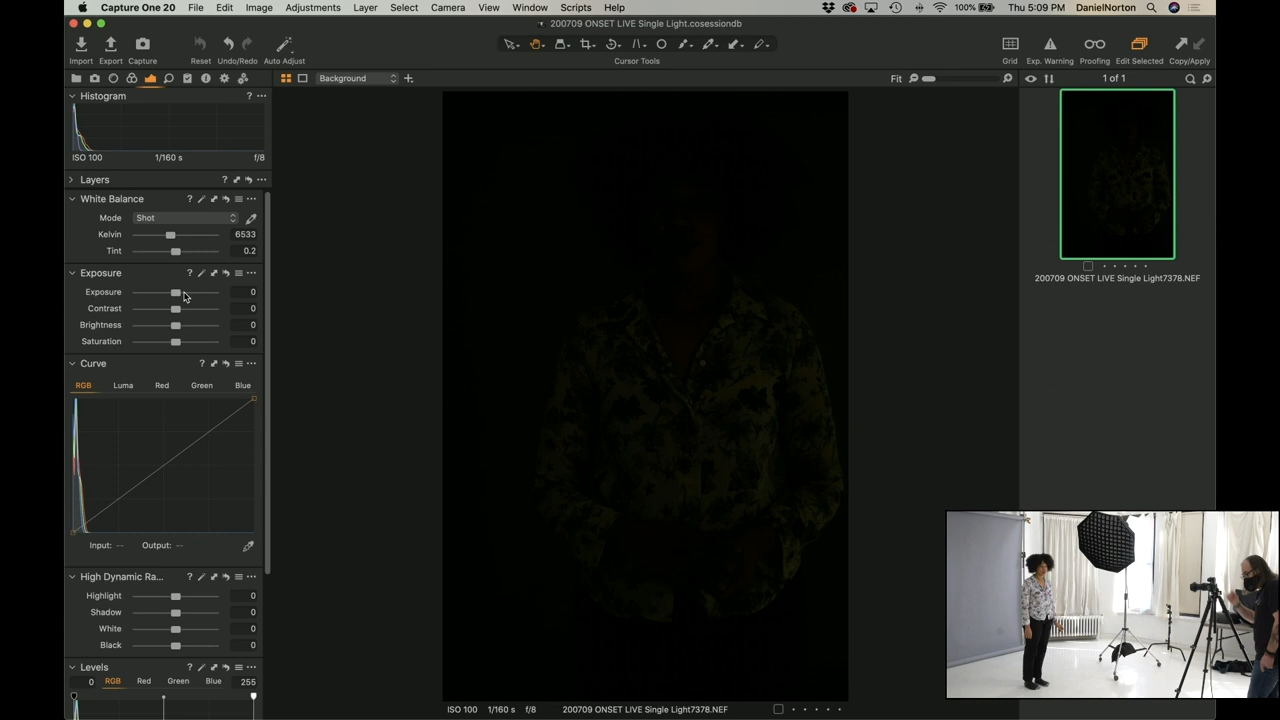 Capture One 20 File Edit Image Adjustments Layer Select Camera View Window Scripts Help 100% Thu 5:09 PM DanielNorton
200709 ONSET LIVE Single Light.cosessiondb
Import Export Capture Reset Undo/Redo Auto Adjust Cursor Tools Grid Exp. Warning Proofing Edit Selected Copy/Apply
Background Fit 1 of 1
Histogram
ISO 100 1/160 s f/8
Layers
White Balance
Mode Shot
Kelvin 6533
Tint 0.2
Exposure
Exposure 0
Contrast 0
Brightness 0
Saturation 0
Curve
RGB Luma Red Green Blue
Input: -- Output: --
High Dynamic Ra...
Highlight 0
Shadow 0
White 0
Black 0
Levels
0 RGB Red Green Blue 255
200709 ONSET LIVE Single Light7378.NEF
ISO 100 1/160 s f/8 200709 ONSET LIVE Single Light7378.NEF